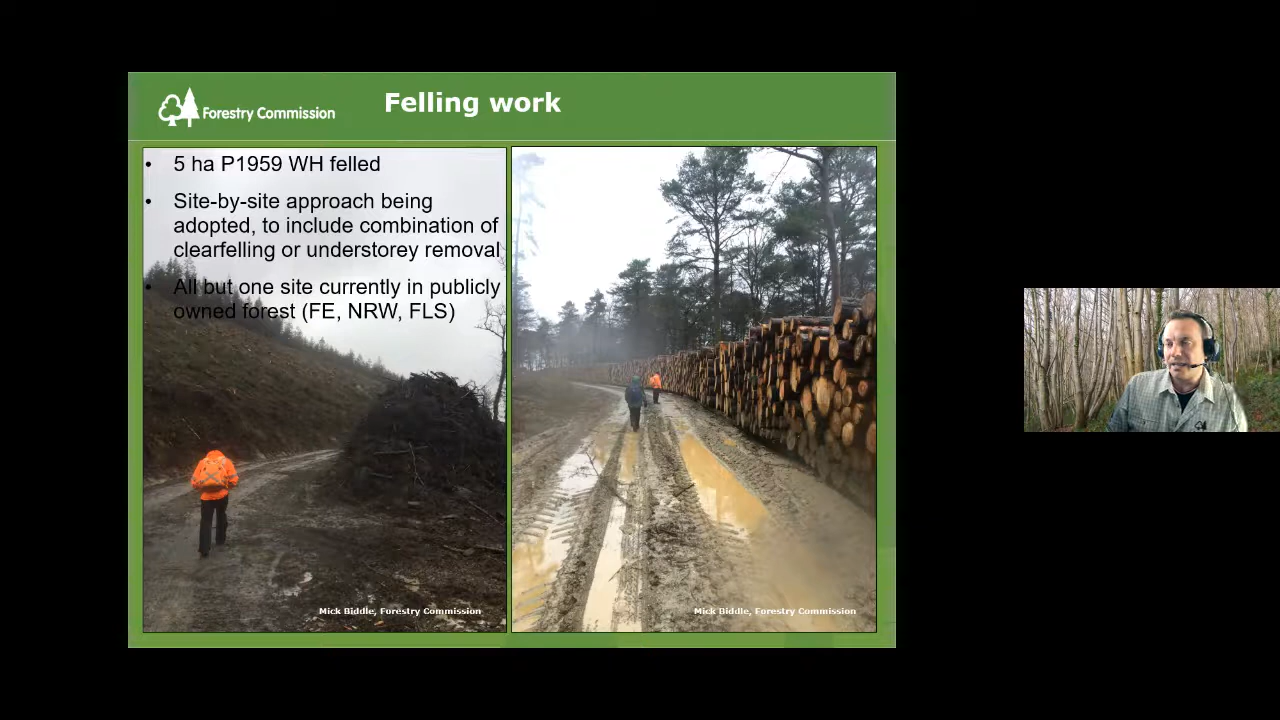 Forestry Commission
Felling work
• 5 ha P1959 WH felled
• Site-by-site approach being
adopted, to include combination of
clearfelling or understorey removal
• All but one site currently in publicly
owned forest (FE, NRW, FLS)
Mick Biddle, Forestry Commission
Mick Biddle, Forestry Commission